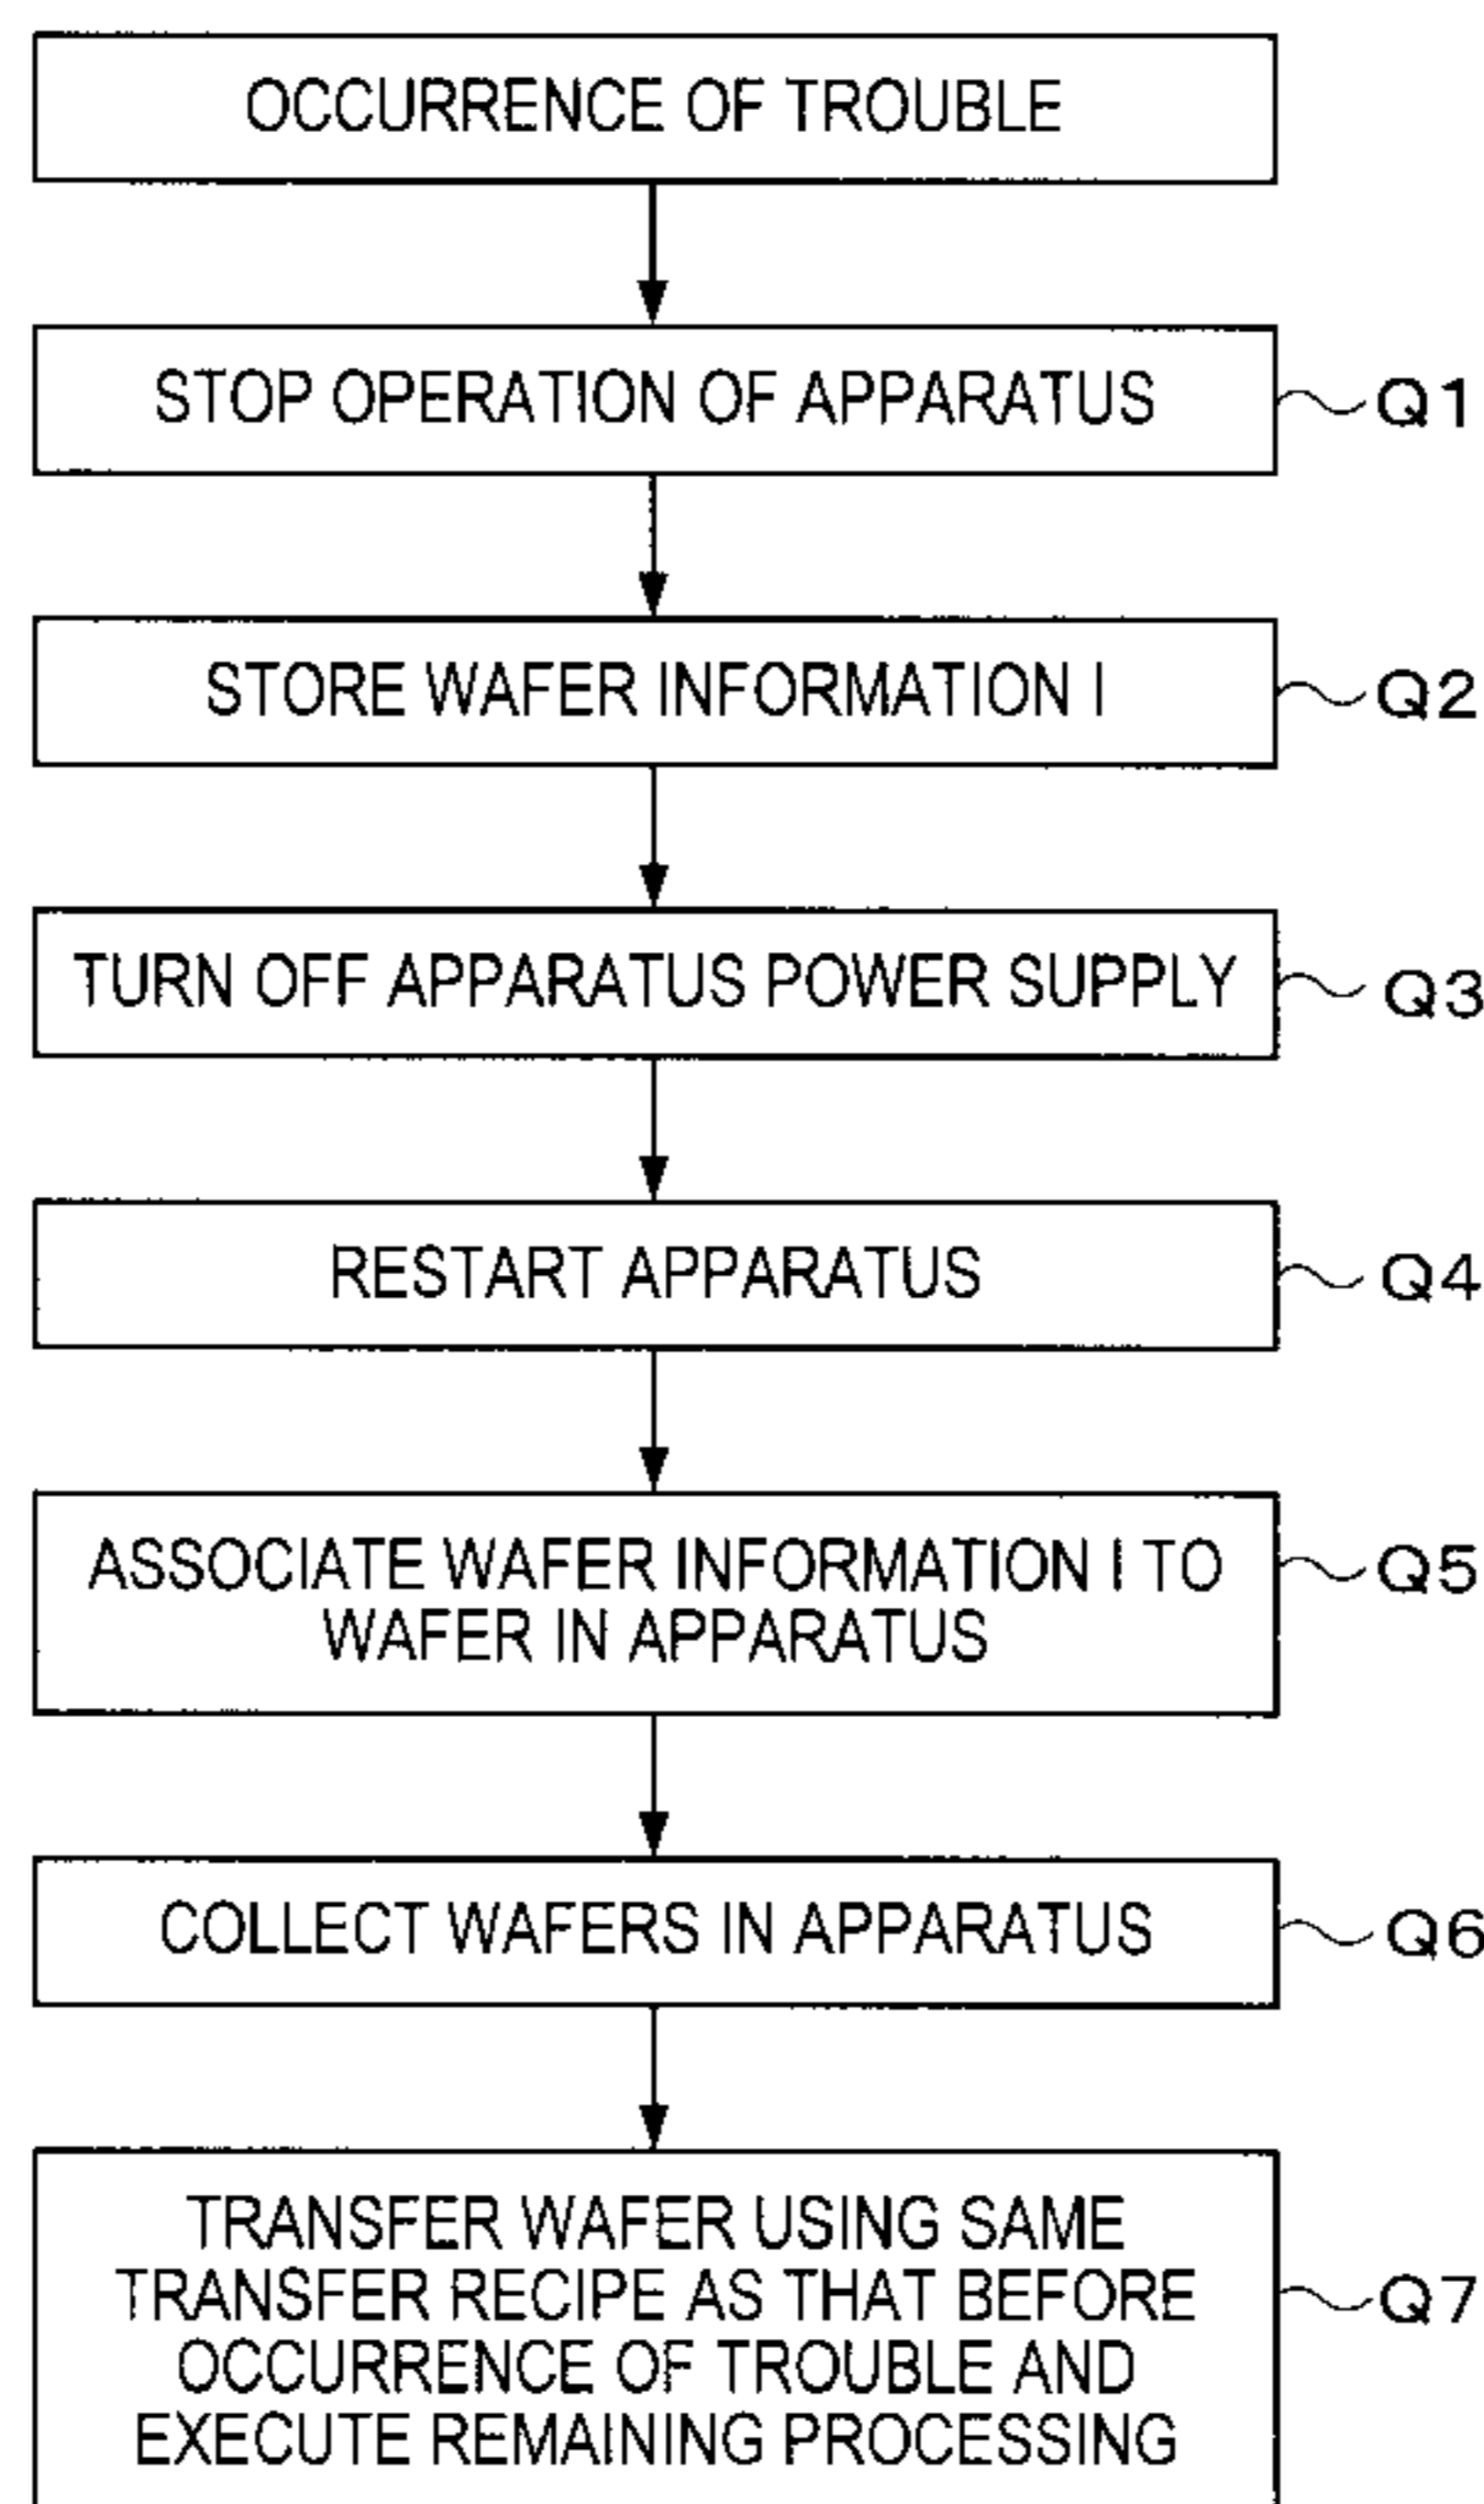 OCCURRENCE OF TROUBLE
STOP OPERATION OF APPARATUS
Q1
STORE WAFER INFORMATION I
Q2
TURN OFF APPARATUS POWER SUPPLY
Q3
RESTART APPARATUS
Q4
ASSOCIATE WAFER INFORMATION I TO
WAFER IN APPARATUS
Q5
COLLECT WAFERS IN APPARATUS
Q6
TRANSFER WAFER USING SAME
TRANSFER RECIPE AS THAT BEFORE
OCCURRENCE OF TROUBLE AND
EXECUTE REMAINING PROCESSING
Q7